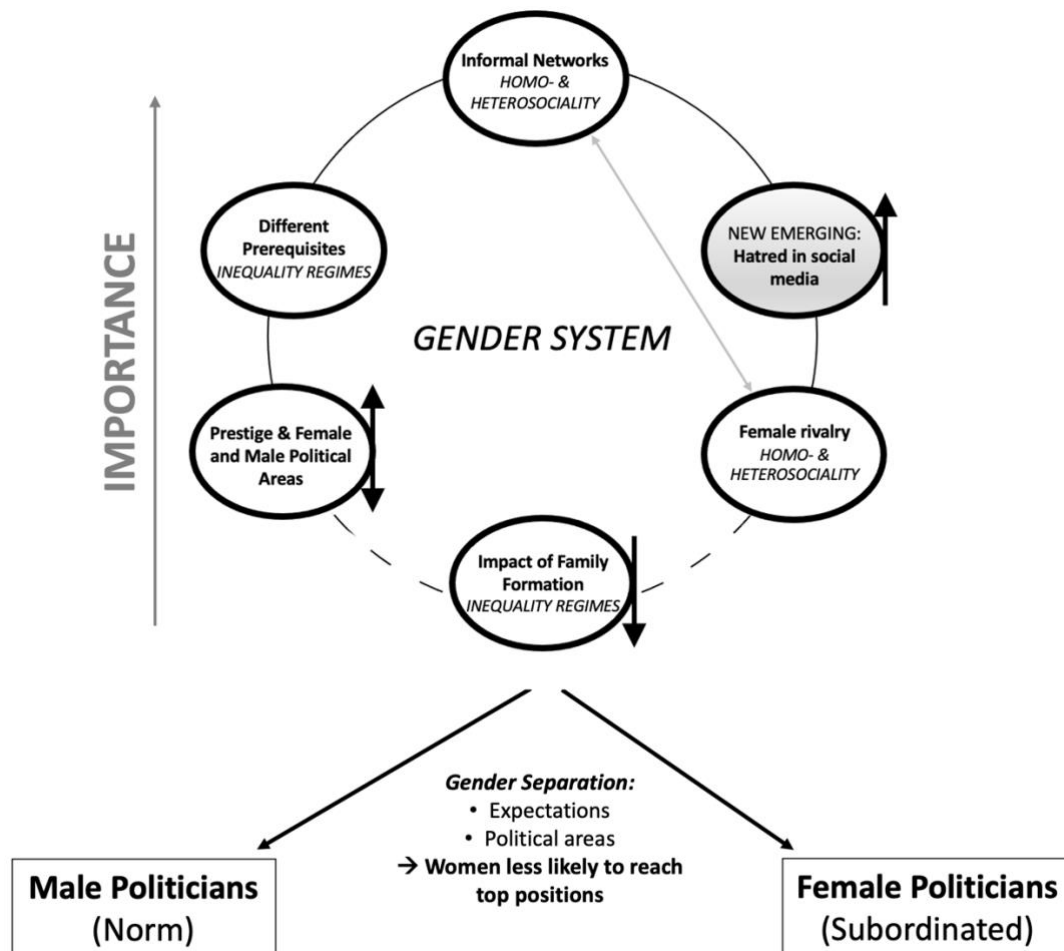 Informal Networks
HOMO- &
HETEROSOCIALITY
IMPORTANCE
Different
Prerequisites
INEQUALITY REGIMES
NEW EMERGING:
Hatred in social
media
GENDER SYSTEM
Prestige & Female
and Male Political
Areas
Female rivalry
HOMO- &
HETEROSOCIALITY
Impact of Family
Formation
INEQUALITY REGIMES
Gender Separation:
• Expectations
• Political areas
→ Women less likely to reach
top positions
Male Politicians
(Norm)
Female Politicians
(Subordinated)